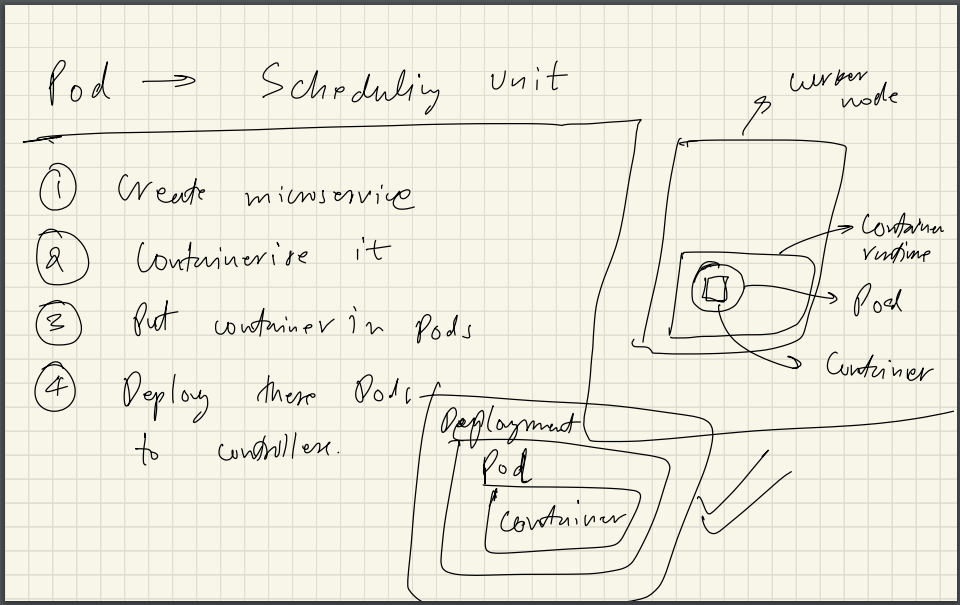 Pod → Scheduling unit
① Create microservice
② Containerise it
③ Put container in Pods
④ Deploy these Pods
to controllers.
worker
node
Container
runtime
Pod
Container
Deployment
Pod
Container